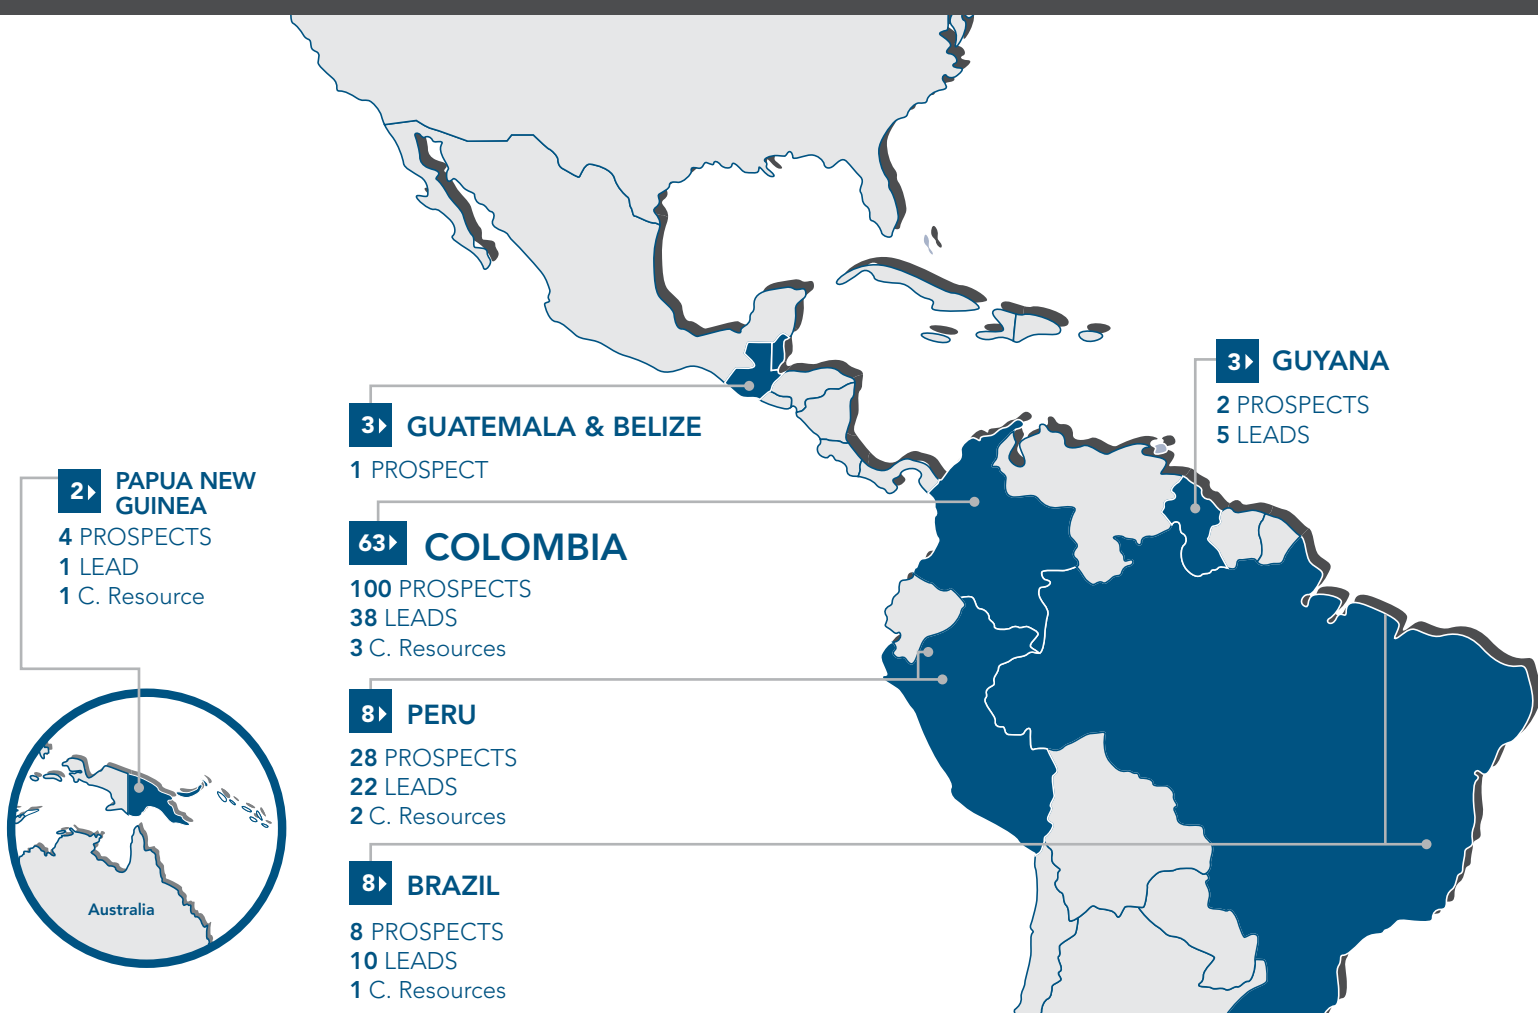 3 GUYANA
2 PROSPECTS
5 LEADS
3 GUATEMALA & BELIZE
1 PROSPECT
2 PAPUA NEW
GUINEA
4 PROSPECTS
1 LEAD
1 C. Resource
63 COLOMBIA
100 PROSPECTS
38 LEADS
3 C. Resources
8 PERU
28 PROSPECTS
22 LEADS
2 C. Resources
8 BRAZIL
8 PROSPECTS
10 LEADS
1 C. Resources
Australia